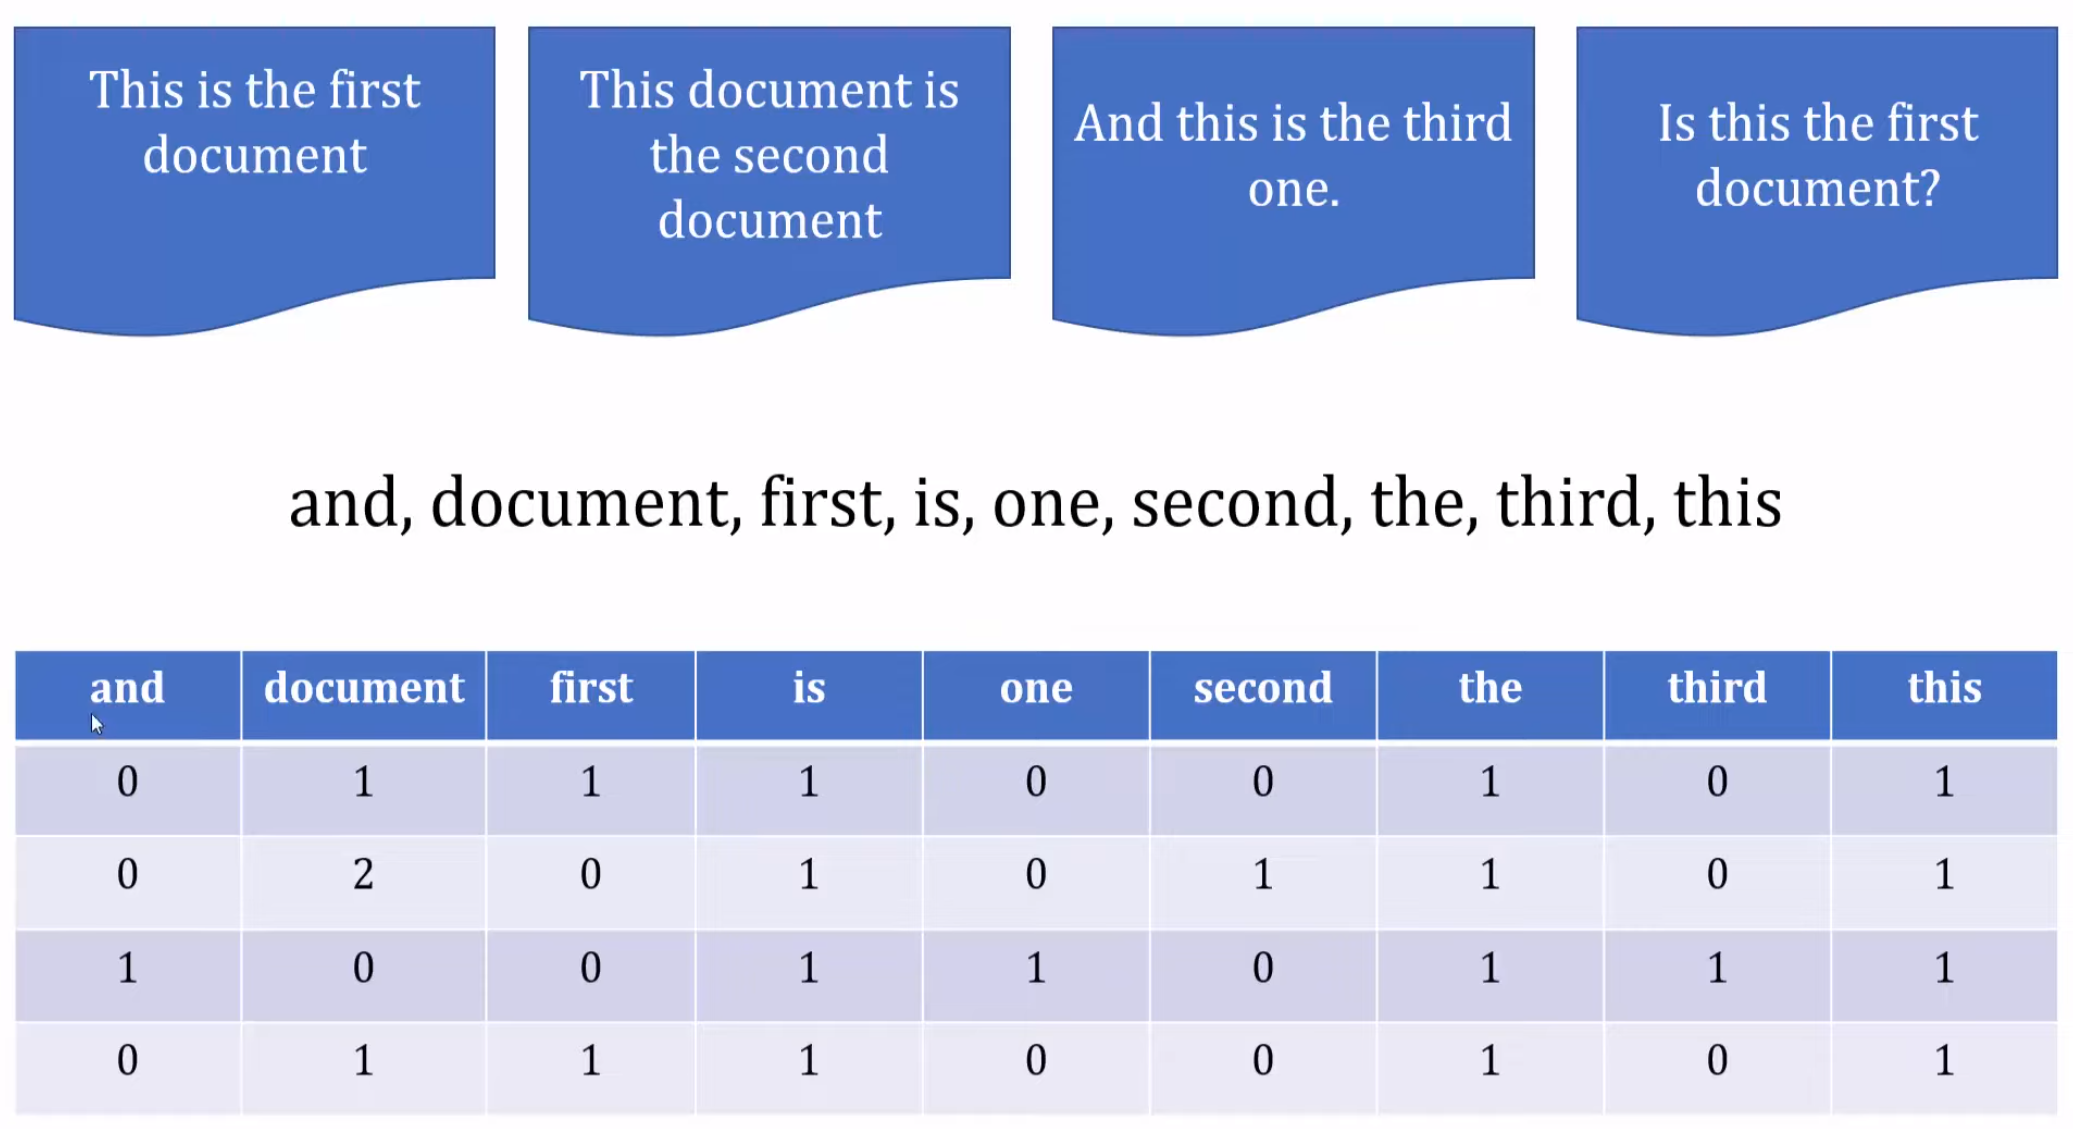 This is the first
document
This document is
the second
document
And this is the third
one.
Is this the first
document?
and, document, first, is, one, second, the, third, this
and document first is one second the third this
0 1 1 1 0 0 1 0 1
0 2 0 1 0 1 1 0 1
1 0 0 1 1 0 1 1 1
0 1 1 1 0 0 1 0 1